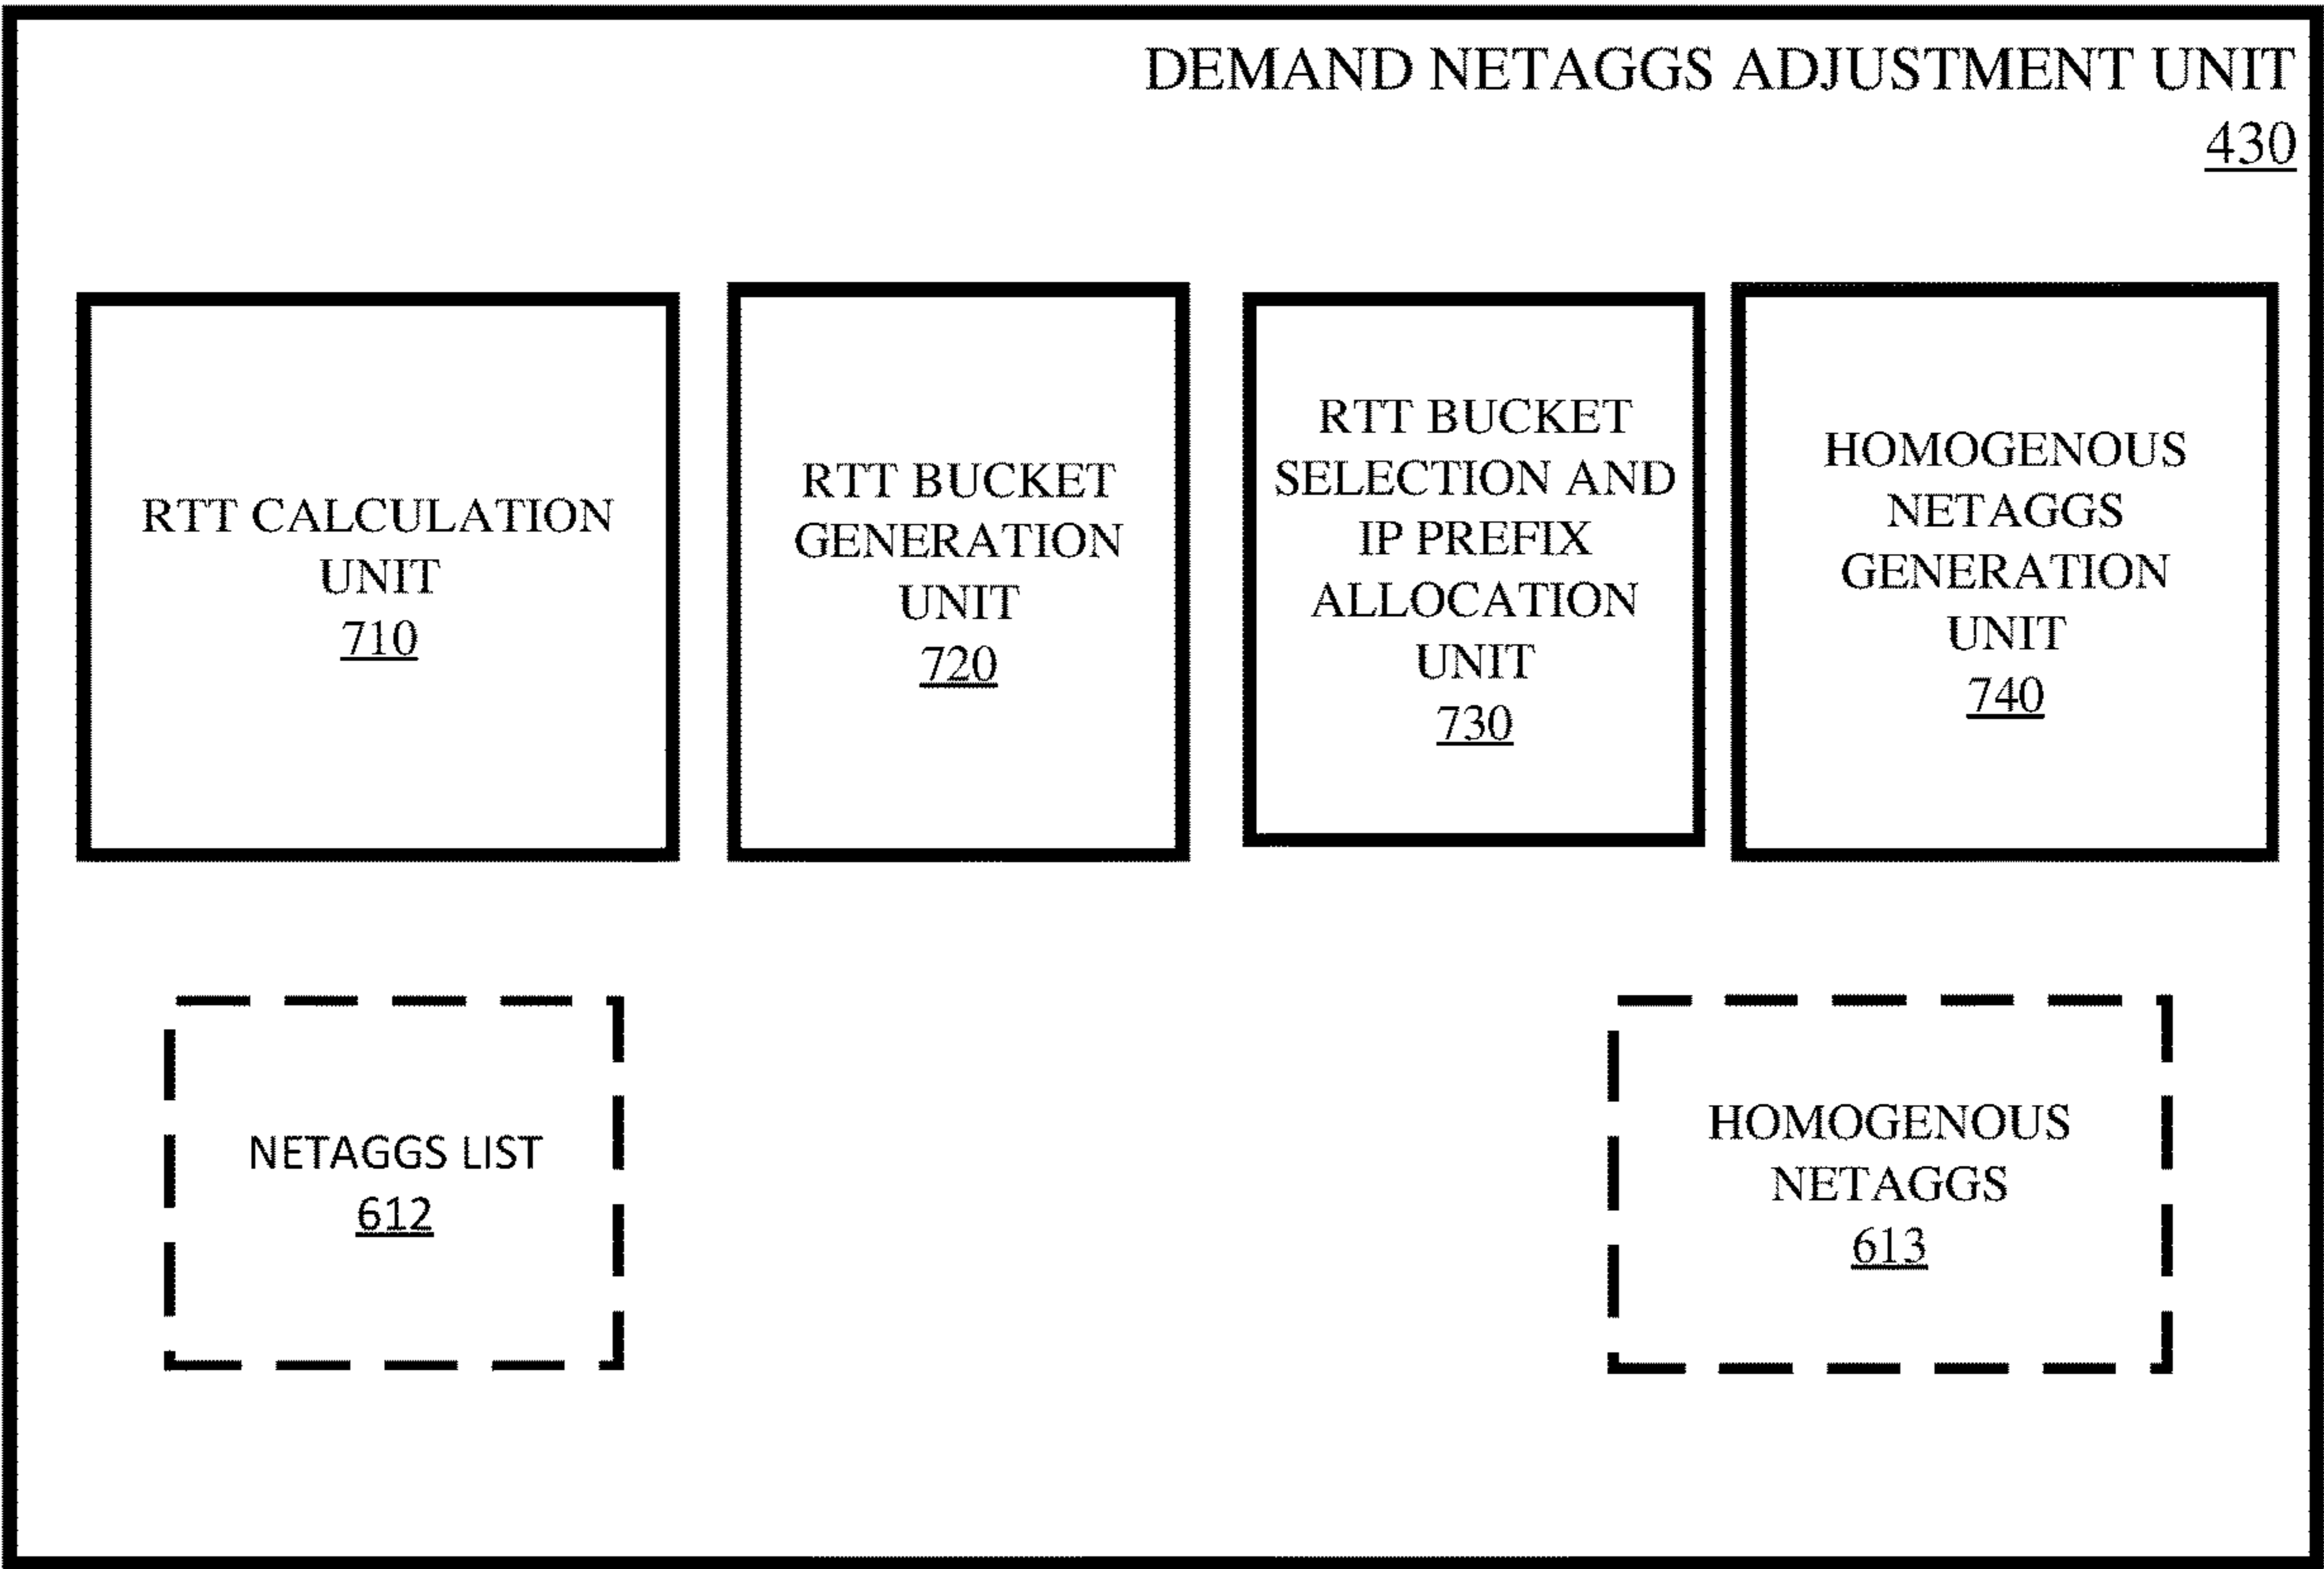 DEMAND NETAGGS ADJUSTMENT UNIT
430
RTT CALCULATION
UNIT
710
RTT BUCKET
GENERATION
UNIT
720
RTT BUCKET
SELECTION AND
IP PREFIX
ALLOCATION
UNIT
730
HOMOGENOUS
NETAGGS
GENERATION
UNIT
740
NETAGGS LIST
612
HOMOGENOUS
NETAGGS
613